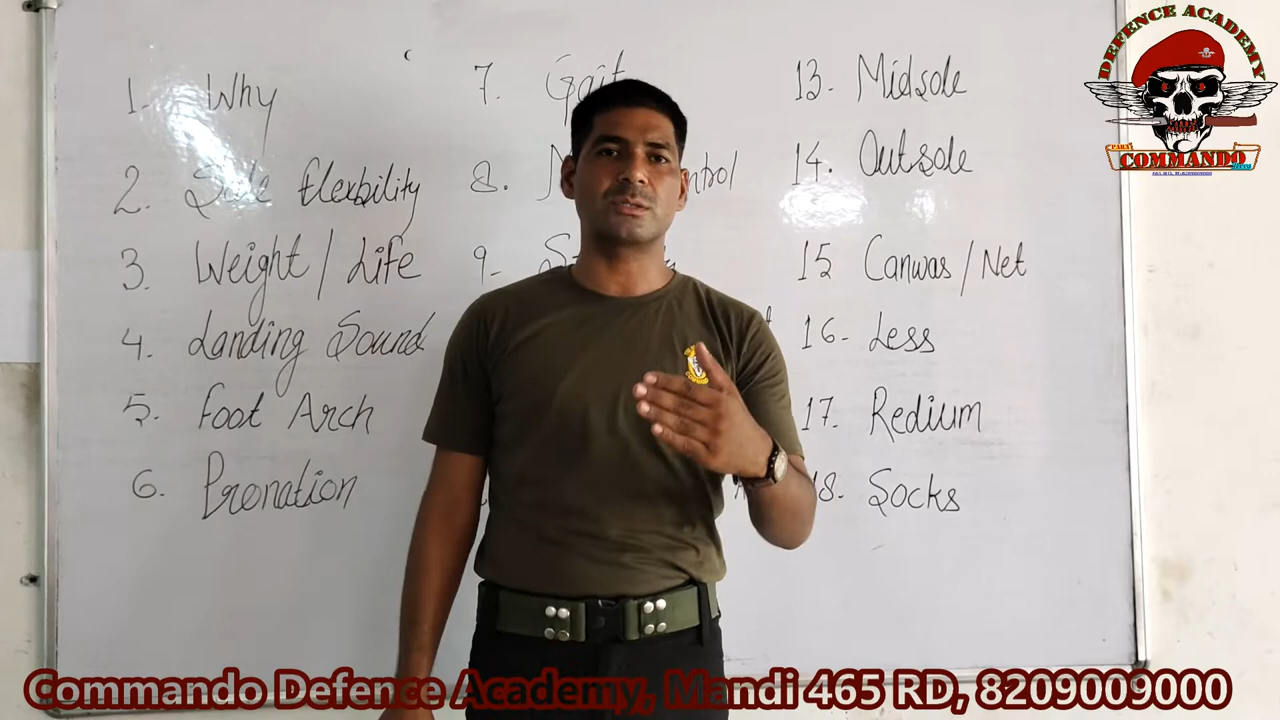 1. Why
2. Sole flexbility
3. Weight / Life
4. Landing Sound
5. Foot Arch
6. Pronation
7. Gait
8.
9-
13- Midsole
14. Outsole
15 Canwas / Net
16- Less
17. Redium
18. Socks
DEFENCE ACADEMY
PARA
COMMANDO
Commando Defence Academy, Mandi 465 RD, 8209009000